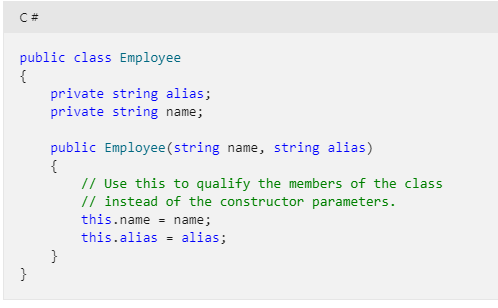 C#
public class Employee
{
    private string alias;
    private string name;

    public Employee(string name, string alias)
    {
        // Use this to qualify the members of the class
        // instead of the constructor parameters.
        this.name = name;
        this.alias = alias;
    }
}